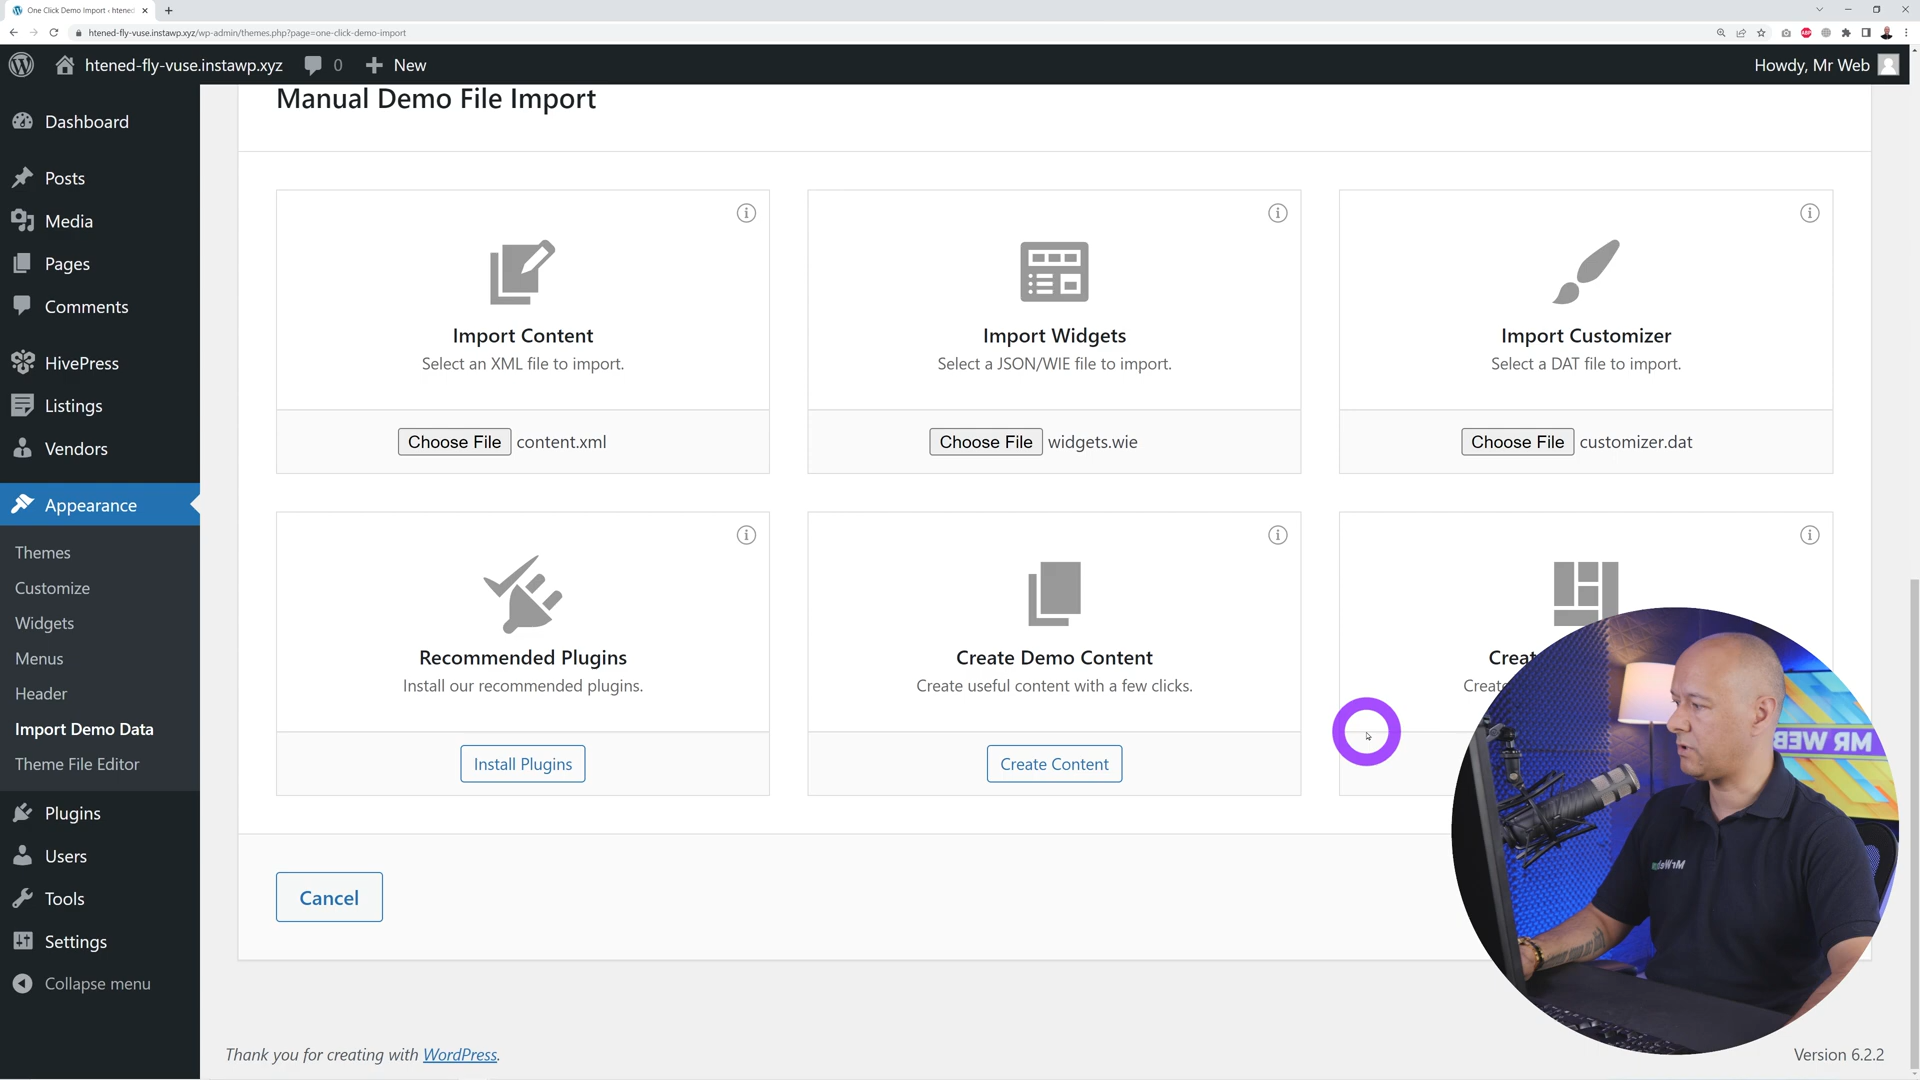 One Click Demo Import ‹ htened
htened-fly-vuse.instawp.xyz/wp-admin/themes.php?page=one-click-demo-import
htened-fly-vuse.instawp.xyz 0 New Howdy, Mr Web
Manual Demo File Import
Dashboard
Posts
Media
Pages
Comments
HivePress
Listings
Vendors
Appearance
Themes
Customize
Widgets
Menus
Header
Import Demo Data
Theme File Editor
Plugins
Users
Tools
Settings
Collapse menu
Import Content
Select an XML file to import.
Choose File content.xml
Import Widgets
Select a JSON/WIE file to import.
Choose File widgets.wie
Import Customizer
Select a DAT file to import.
Choose File customizer.dat
Recommended Plugins
Install our recommended plugins.
Install Plugins
Create Demo Content
Create useful content with a few clicks.
Create Content
MR WEB
Cancel
Thank you for creating with WordPress.
Version 6.2.2